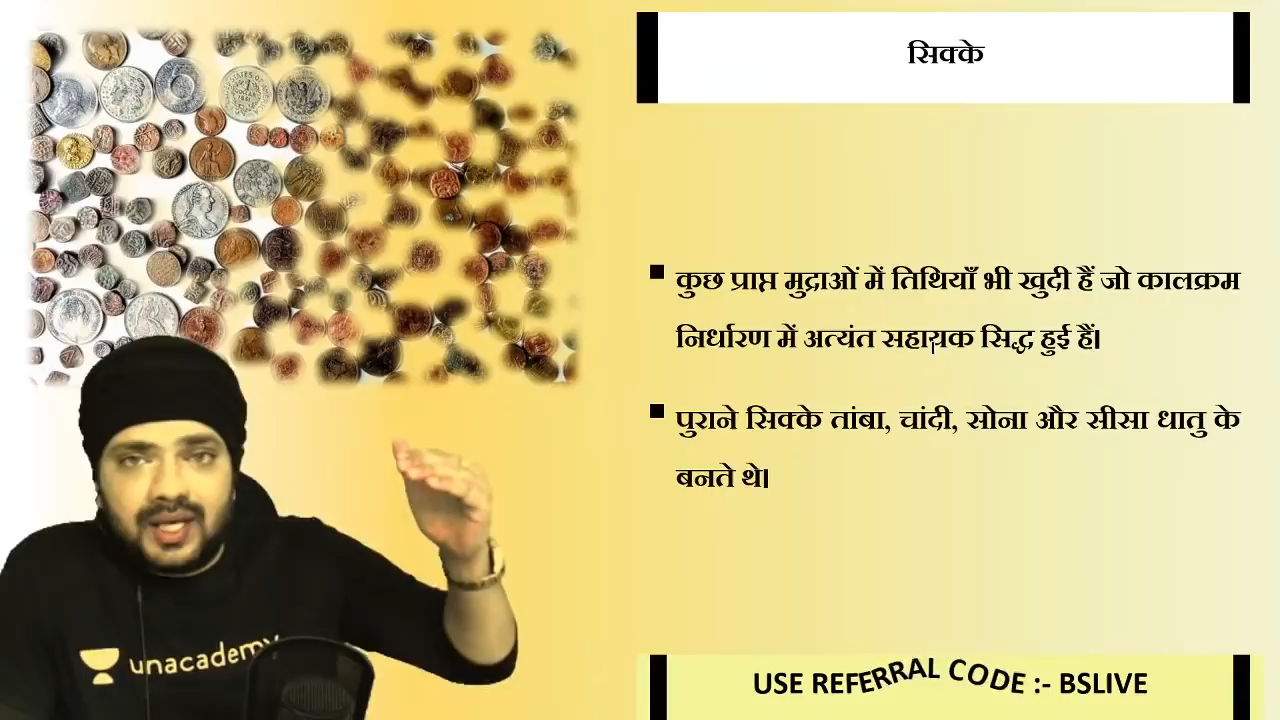 सिक्के
कुछ प्राप्त मुद्राओं में तिथियाँ भी खुदी हैं जो कालक्रम
निर्धारण में अत्यंत सहायक सिद्ध हुई हैं।
पुराने सिक्के तांबा, चांदी, सोना और सीसा धातु के
बनते थे।
unacademy
USE REFERRAL CODE :- BSLIVE